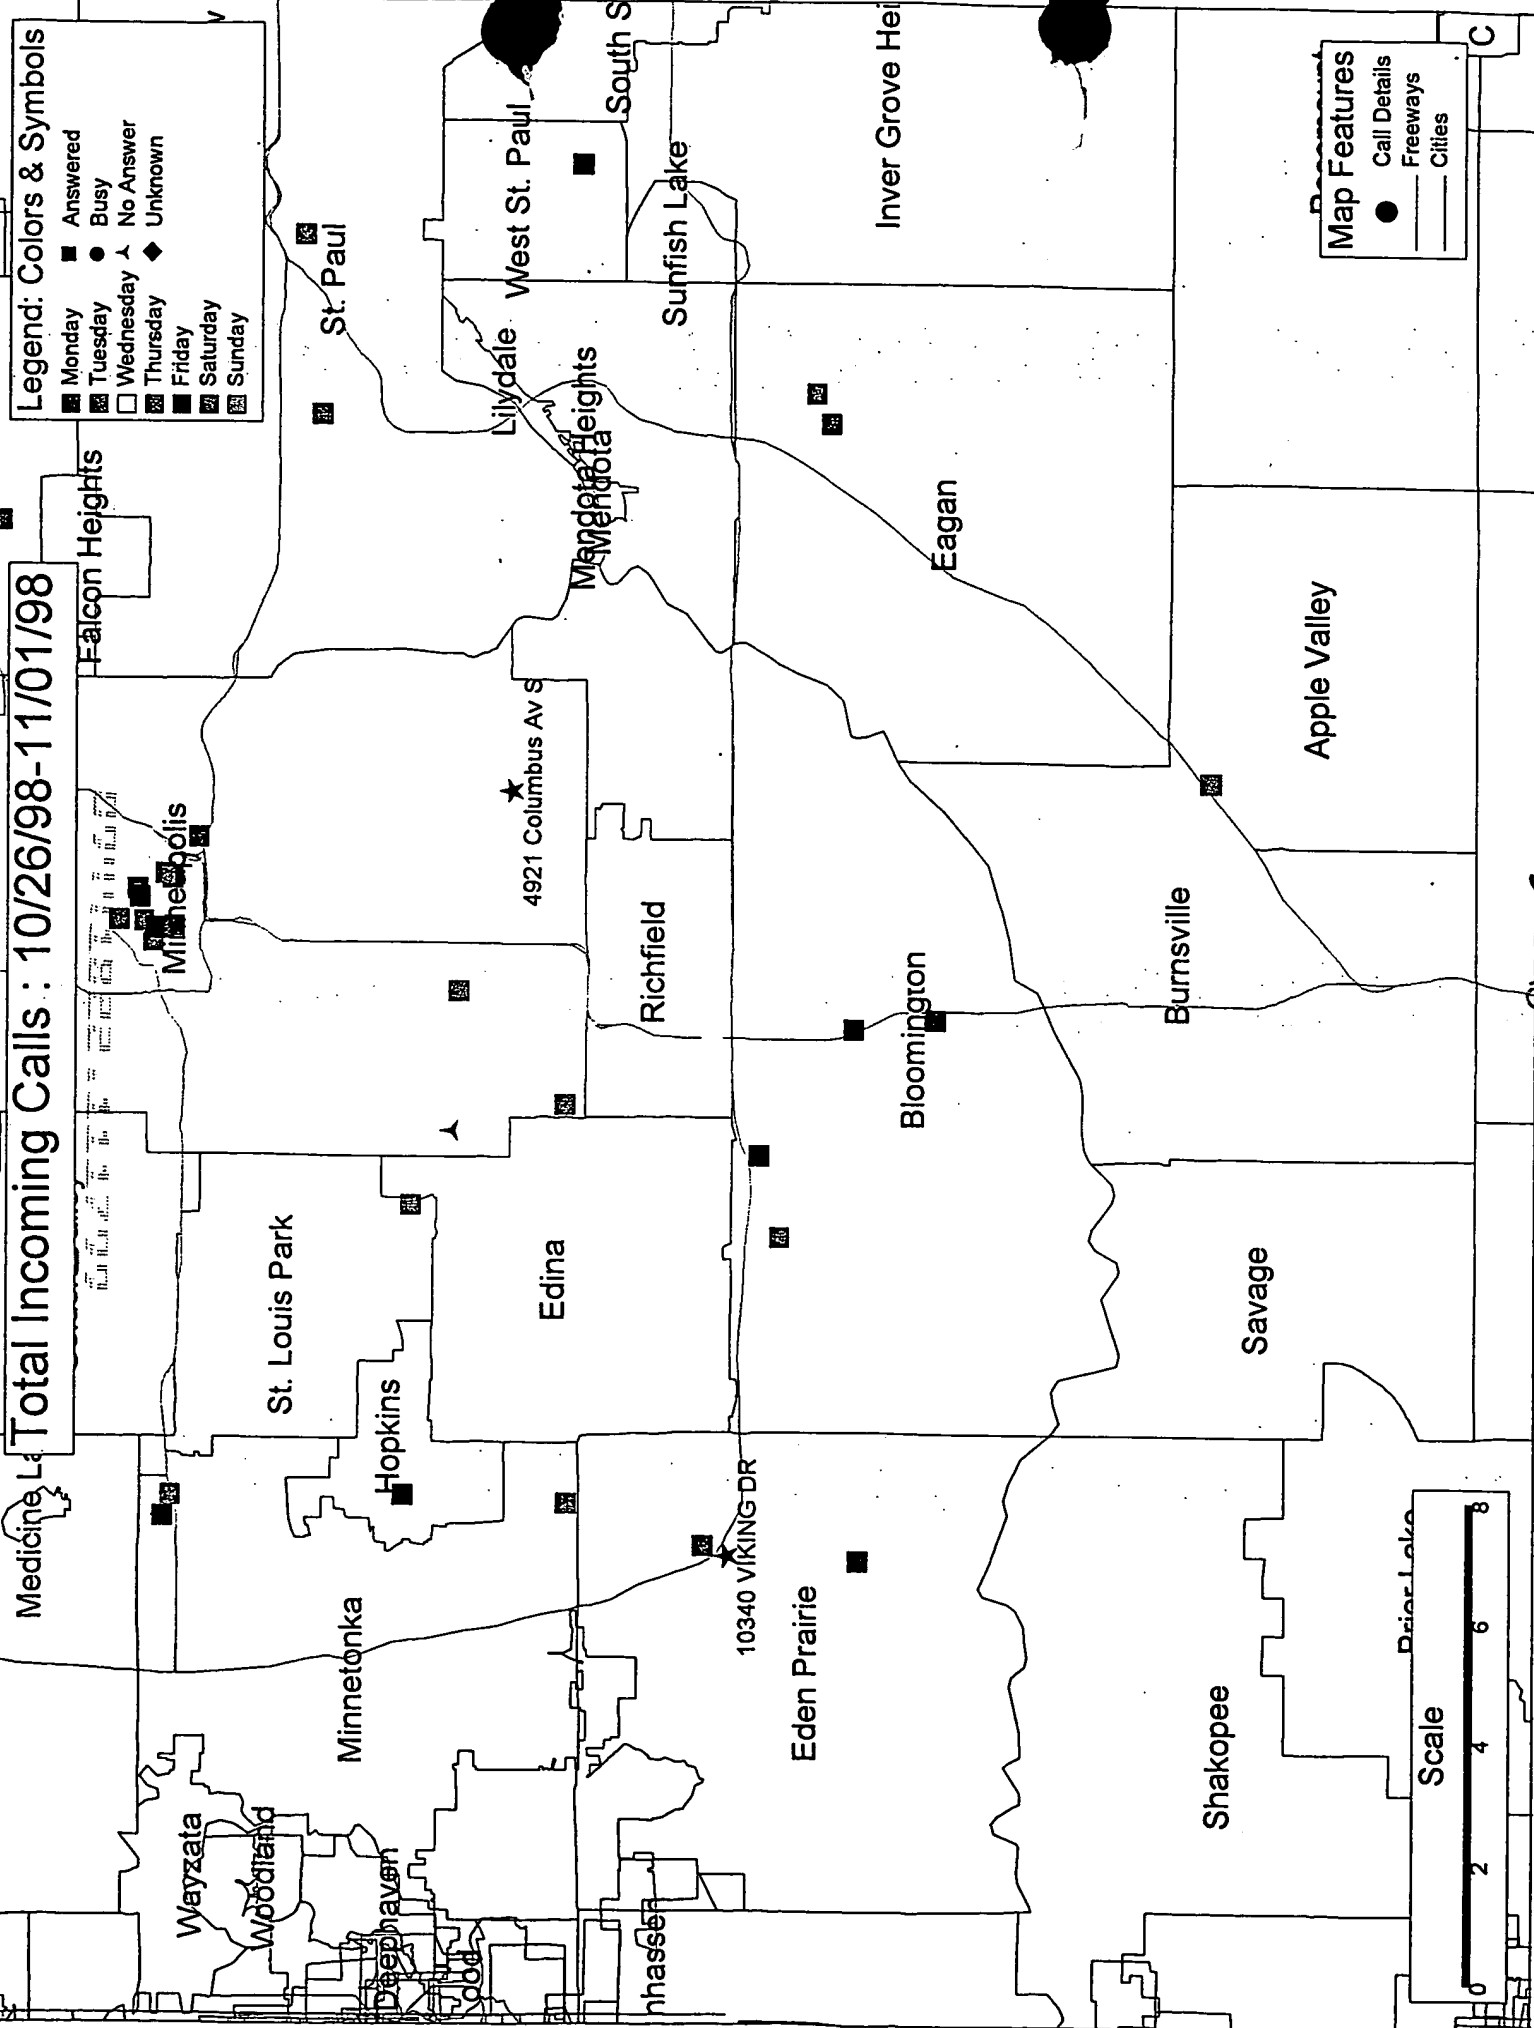 Total Incoming Calls : 10/26/98-11/01/98
Legend: Colors & Symbols
Monday
Tuesday
Wednesday
Thursday
Friday
Saturday
Sunday
Answered
Busy
No Answer
Unknown
Medicine La
Falcon Heights
Wayzata
Woodland
Minneapolis
St. Paul
St. Louis Park
Minnetonka
Hopkins
Deephaven
ood
Lilydale
West St. Paul
South S
4921 Columbus Av S
Edina
Mendota Heights
Mendota
nhassen
Richfield
Sunfish Lake
10340 VIKING DR
Eden Prairie
Bloomington
Eagan
Inver Grove Hei
Shakopee
Savage
Burnsville
Apple Valley
Prior Lake
Map Features
Call Details
Freeways
Cities
C
Scale
0 2 4 6 8